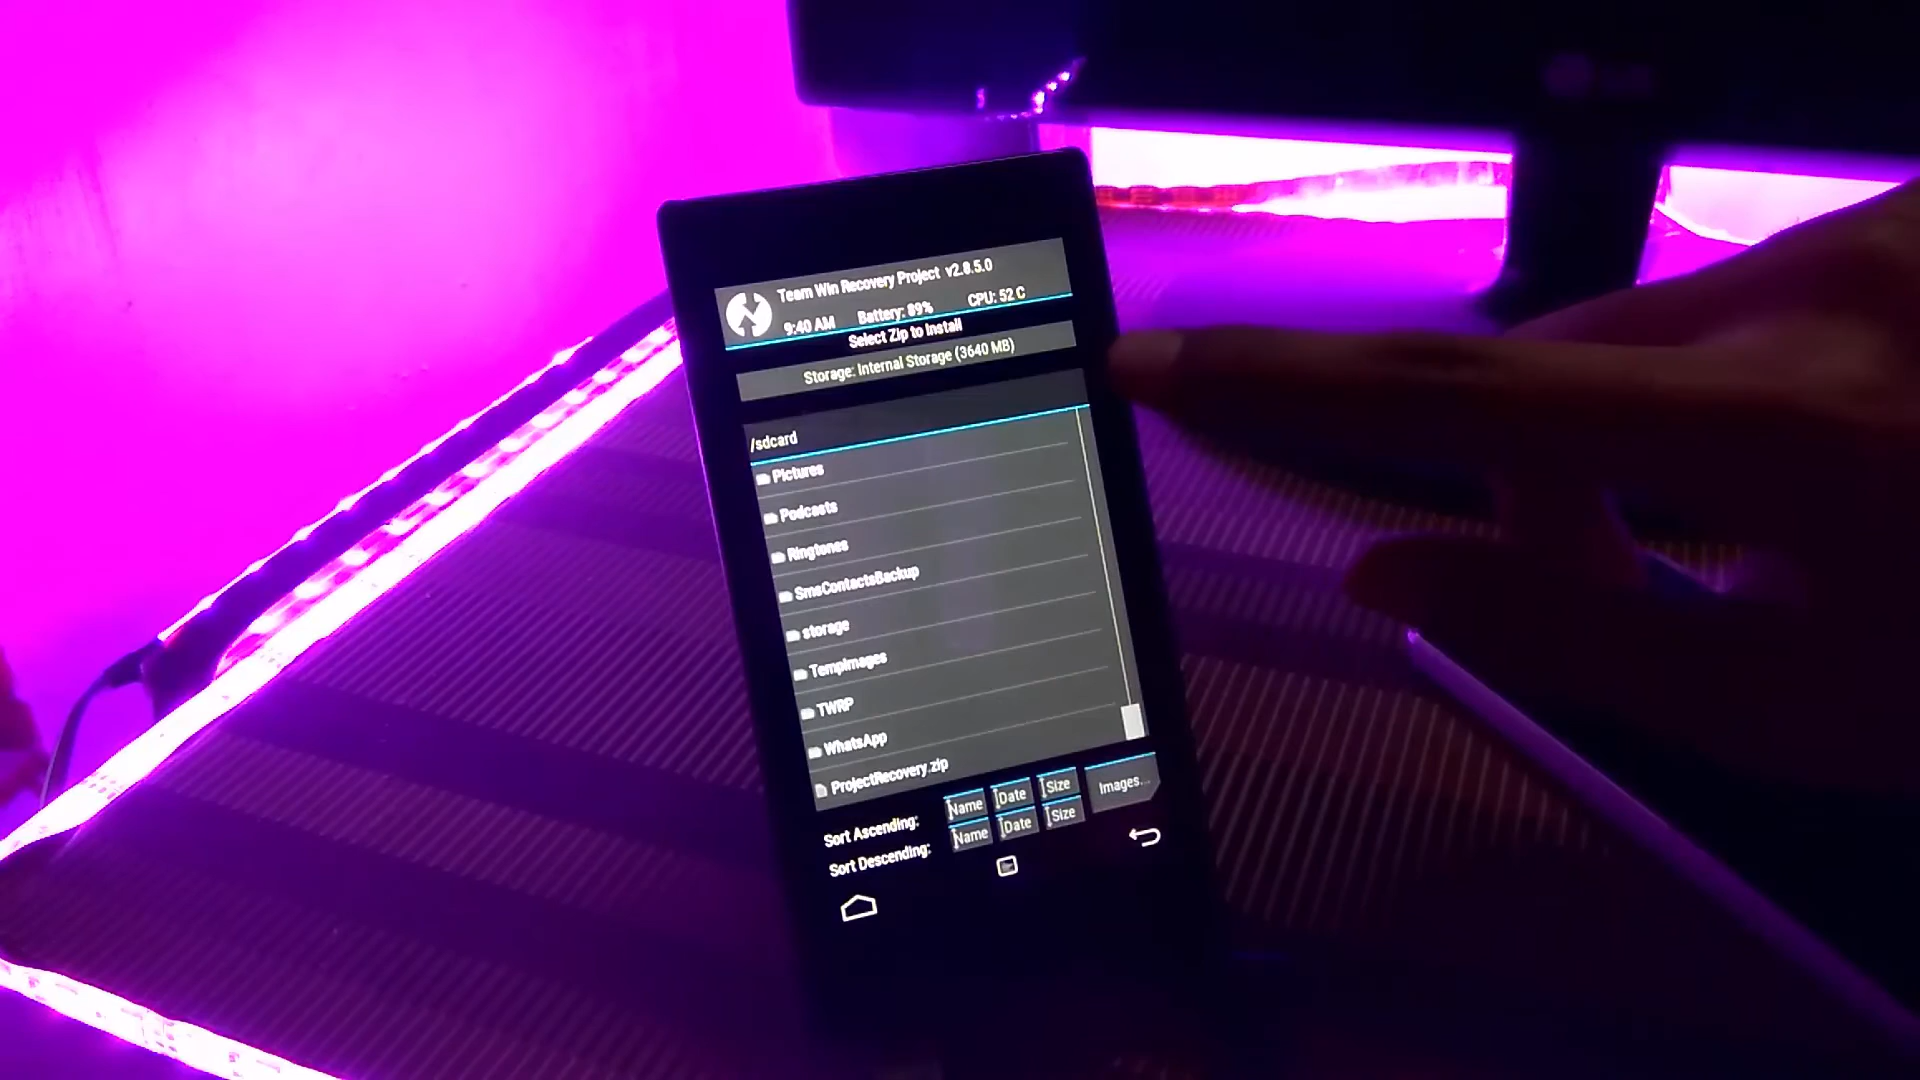 Team Win Recovery Project v2.8.5.0
9:40 AM Battery: 89% CPU: 52 C
Select Zip to Install
Storage: Internal Storage (3640 MB)
/sdcard
Pictures
Podcasts
Ringtones
SmsContactsBackup
storage
TempImages
TWRP
WhatsApp
ProjectRecovery.zip
Sort Ascending: Name Date Size Images...
Sort Descending: Name Date Size